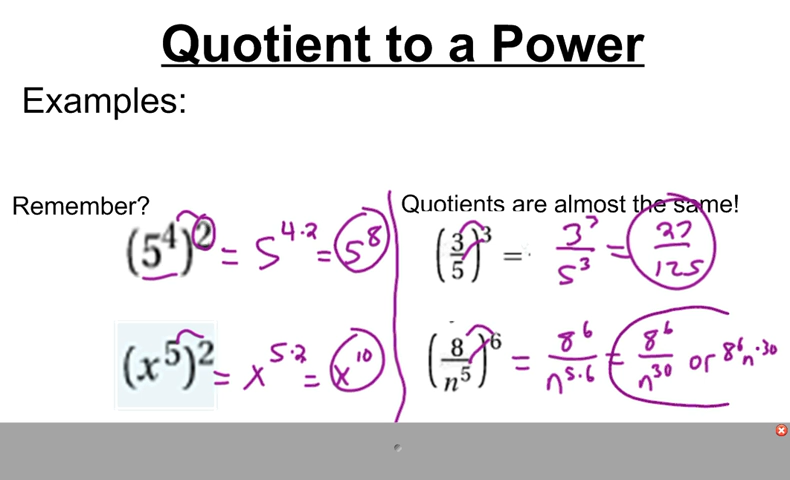 Quotient to a Power
Examples:
Remember?
(5⁴)² = 5⁴·² = 5⁸
(x⁵)² = x⁵·² = x¹⁰
Quotients are almost the same!
(3/5)³ = 3³/5³ = 27/125
(8/n⁵)⁶ = 8⁶/n⁵·⁶ = 8⁶/n³⁰ or 8⁶n⁻³⁰